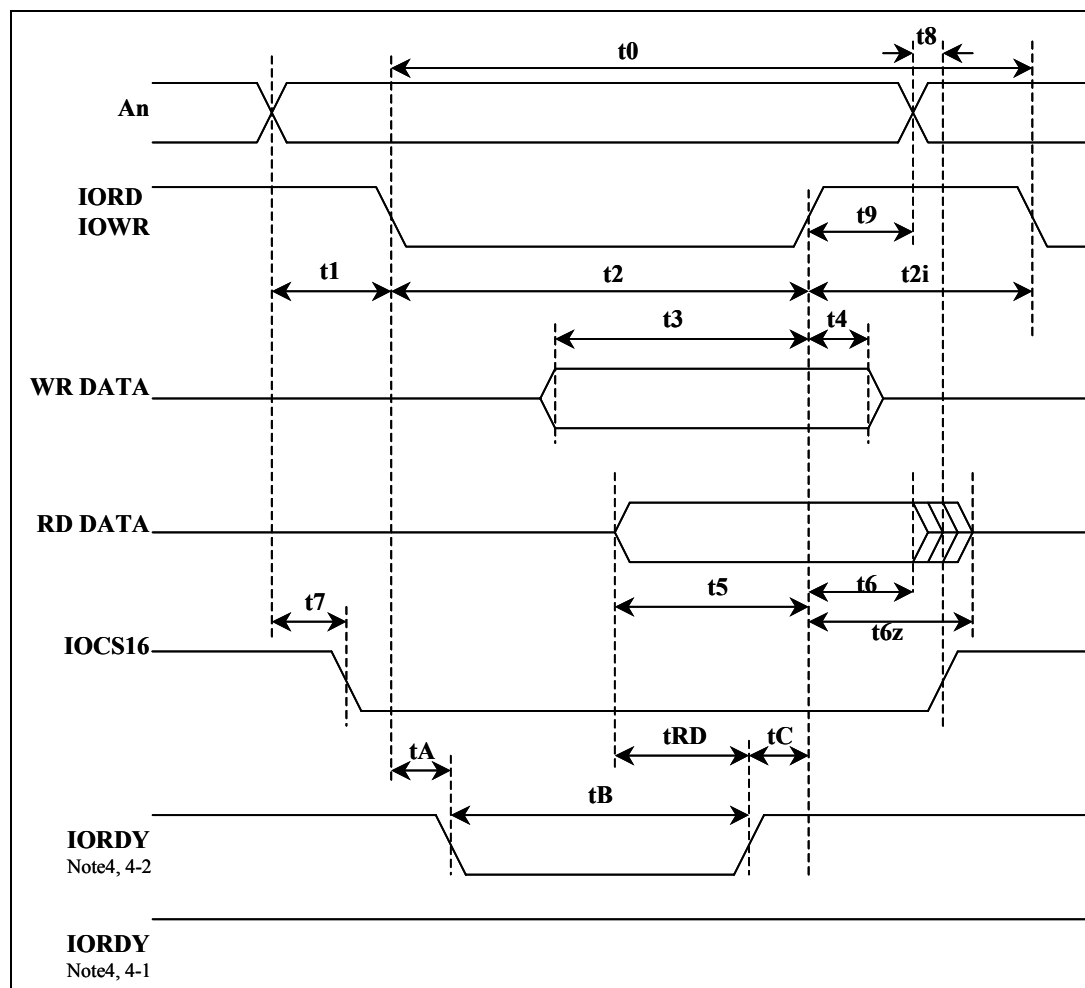 t8
t0
An
IORD
IOWR
t9
t1
t2
t2i
t3
t4
WR DATA
RD DATA
t5
t6
t7
t6z
IOCS16
tRD
tC
tA
tB
IORDY
Note4, 4-2
IORDY
Note4, 4-1